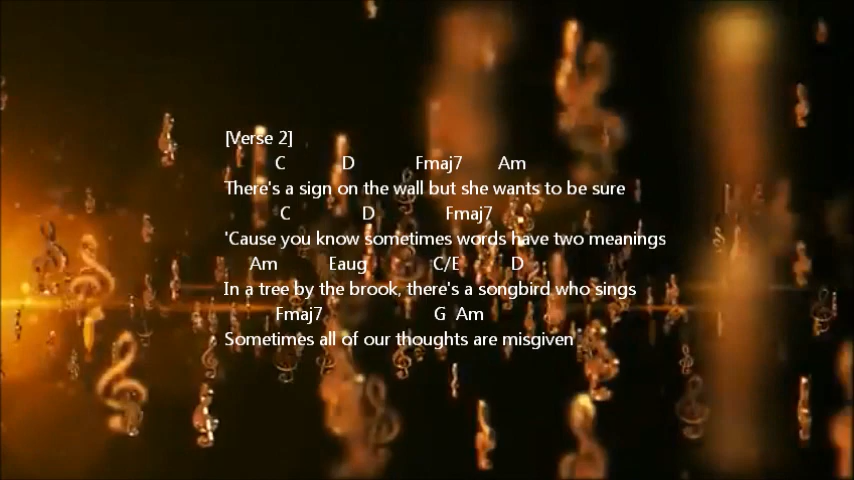 [Verse 2]
C D Fmaj7 Am
There's a sign on the wall but she wants to be sure
C D Fmaj7
'Cause you know sometimes words have two meanings
Am Eaug C/E D
In a tree by the brook, there's a songbird who sings
Fmaj7 G Am
Sometimes all of our thoughts are misgiven